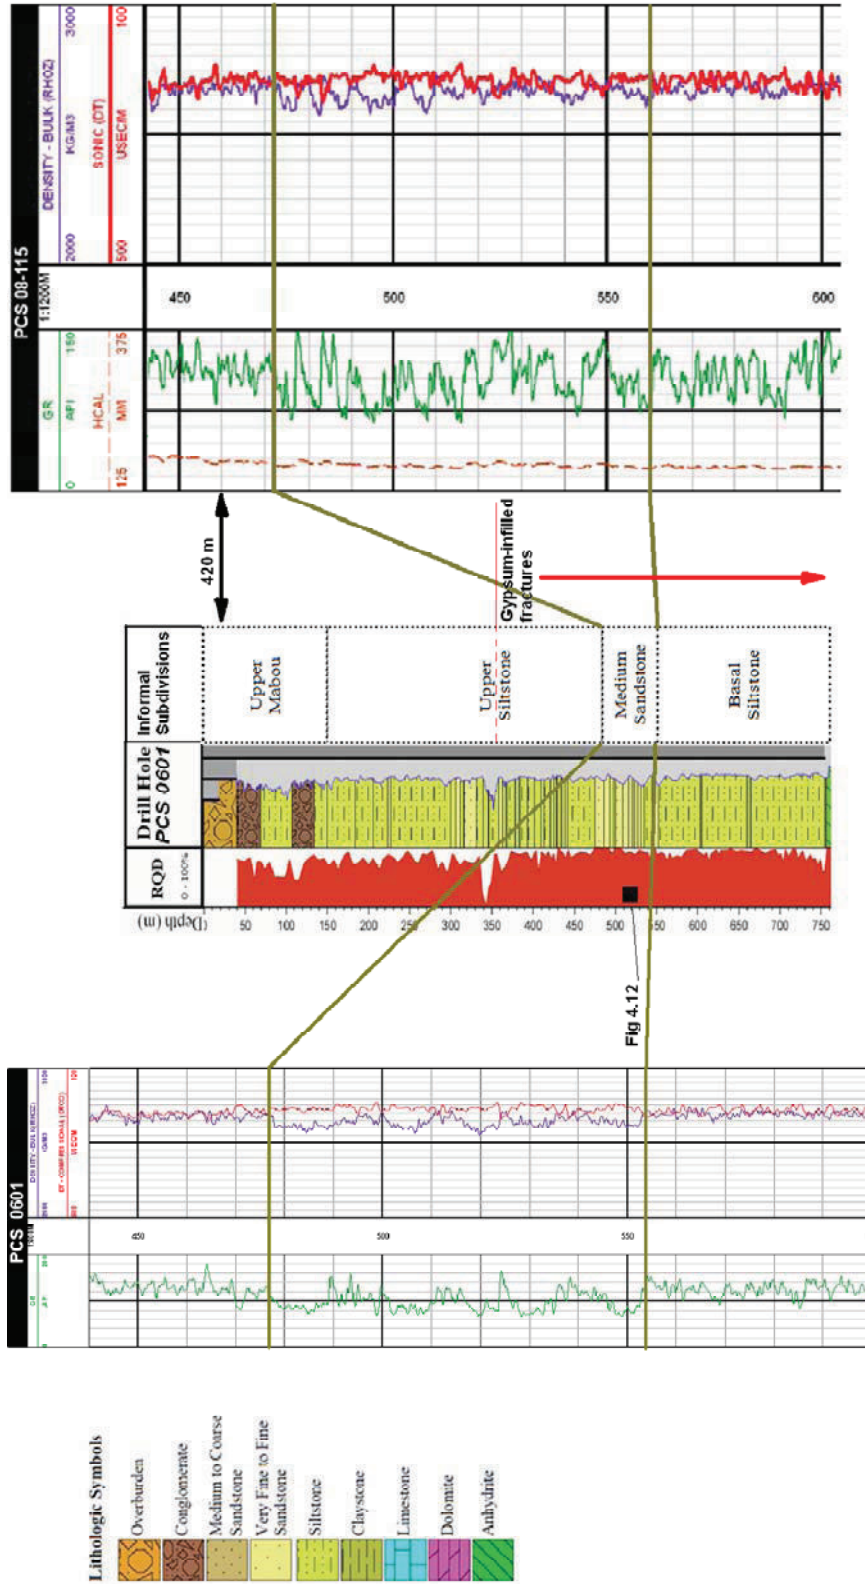 PCS 08-115
GR
0 API 150
HCAL
125 MM 375
1:1200M
DENSITY - BULK (RHOZ)
2000 KG/M3 3000
SONIC (DT)
500 USEC/M 100
450
500
550
600
420 m
Gypsum-infilled
fractures
Informal
Subdivisions
Upper
Mabou
Upper
Siltstone
Medium
Sandstone
Basal
Siltstone
Drill Hole
PCS 0601
RQD
0 - 100%
Depth (m)
50
100
150
200
250
300
350
400
450
500
550
600
650
700
750
Fig 4.12
PCS 0601
GR
DENSITY - BULK (RHOZ)
450
500
550
Lithologic Symbols
Overburden
Conglomerate
Medium to Coarse
Sandstone
Very Fine to Fine
Sandstone
Siltstone
Claystone
Limestone
Dolomite
Anhydrite